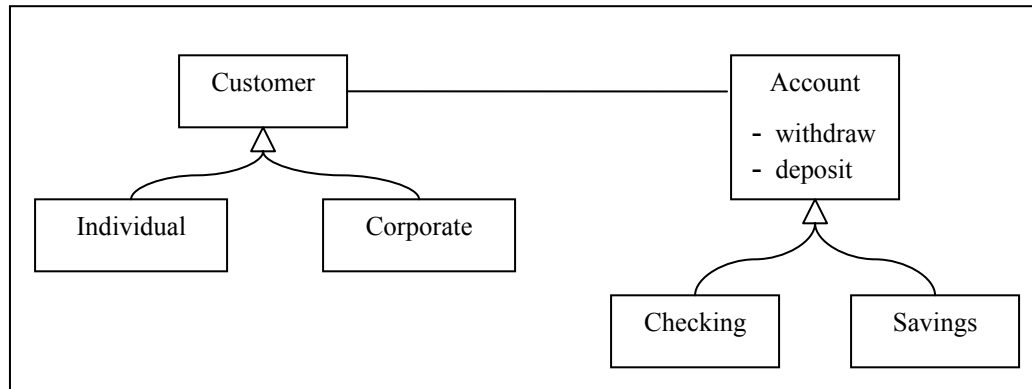 Customer
Account
- withdraw
- deposit
Individual
Corporate
Checking
Savings